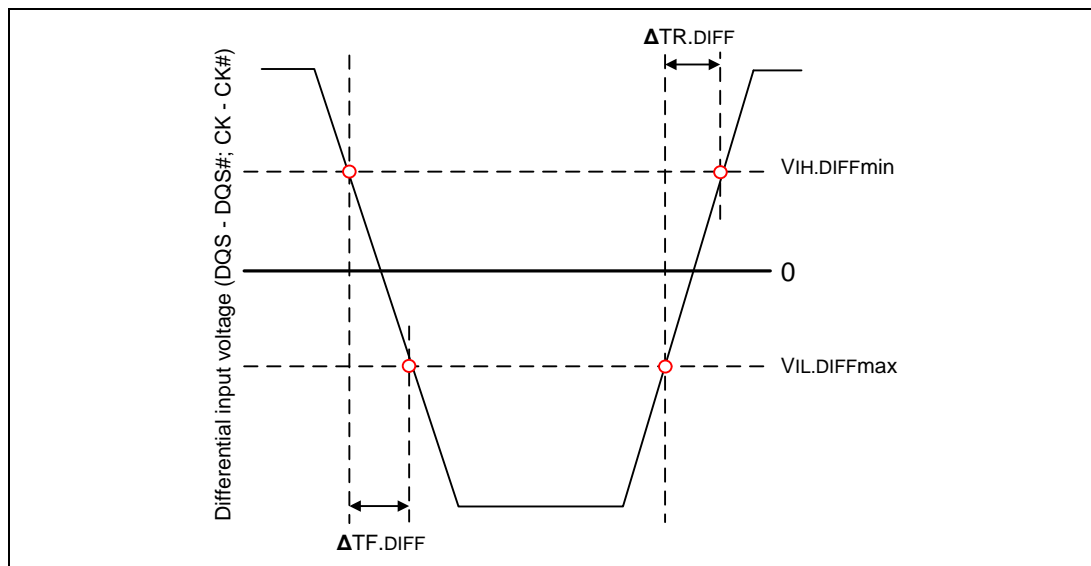 Differential input voltage (DQS - DQS#; CK - CK#)
ΔTR.DIFF
VIH.DIFFmin
0
VIL.DIFFmax
ΔTF.DIFF